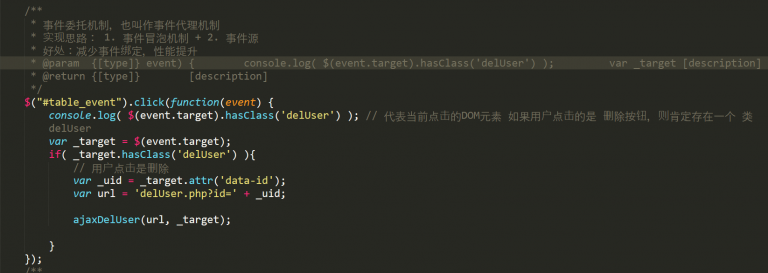 /**
* 事件委托机制，也叫作事件代理机制
* 实现思路： 1. 事件冒泡机制 + 2. 事件源
* 好处：减少事件绑定，性能提升
* @param {[type]} event) { console.log( $(event.target).hasClass('delUser') ); var _target [description]
* @return {[type]} [description]
*/
$("#table_event").click(function(event) {
console.log( $(event.target).hasClass('delUser') ); // 代表当前点击的DOM元素 如果用户点击的是 删除按钮，则肯定存在一个 类
delUser
var _target = $(event.target);
if( _target.hasClass('delUser') ){
// 用户点击是删除
var _uid = _target.attr('data-id');
var url = 'delUser.php?id=' + _uid;
ajaxDelUser(url, _target);
}
});
/**